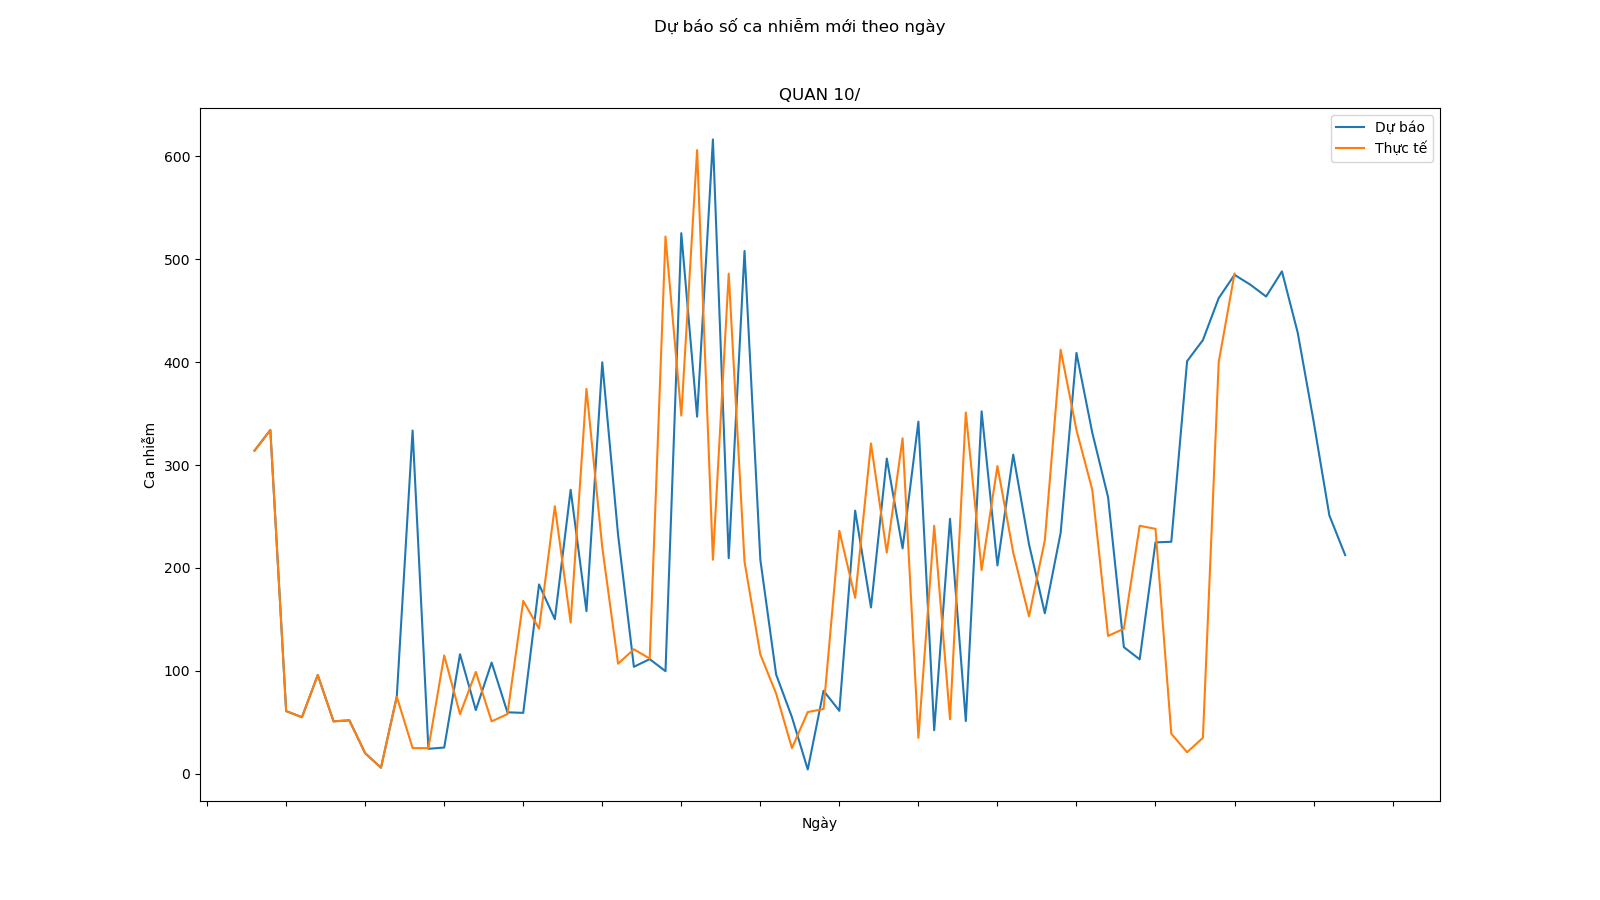 Dự báo số ca nhiễm mới theo ngày
QUAN 10/
Dự báo
Thực tế
600
500
400
300
200
100
0
Ca nhiễm
Ngày